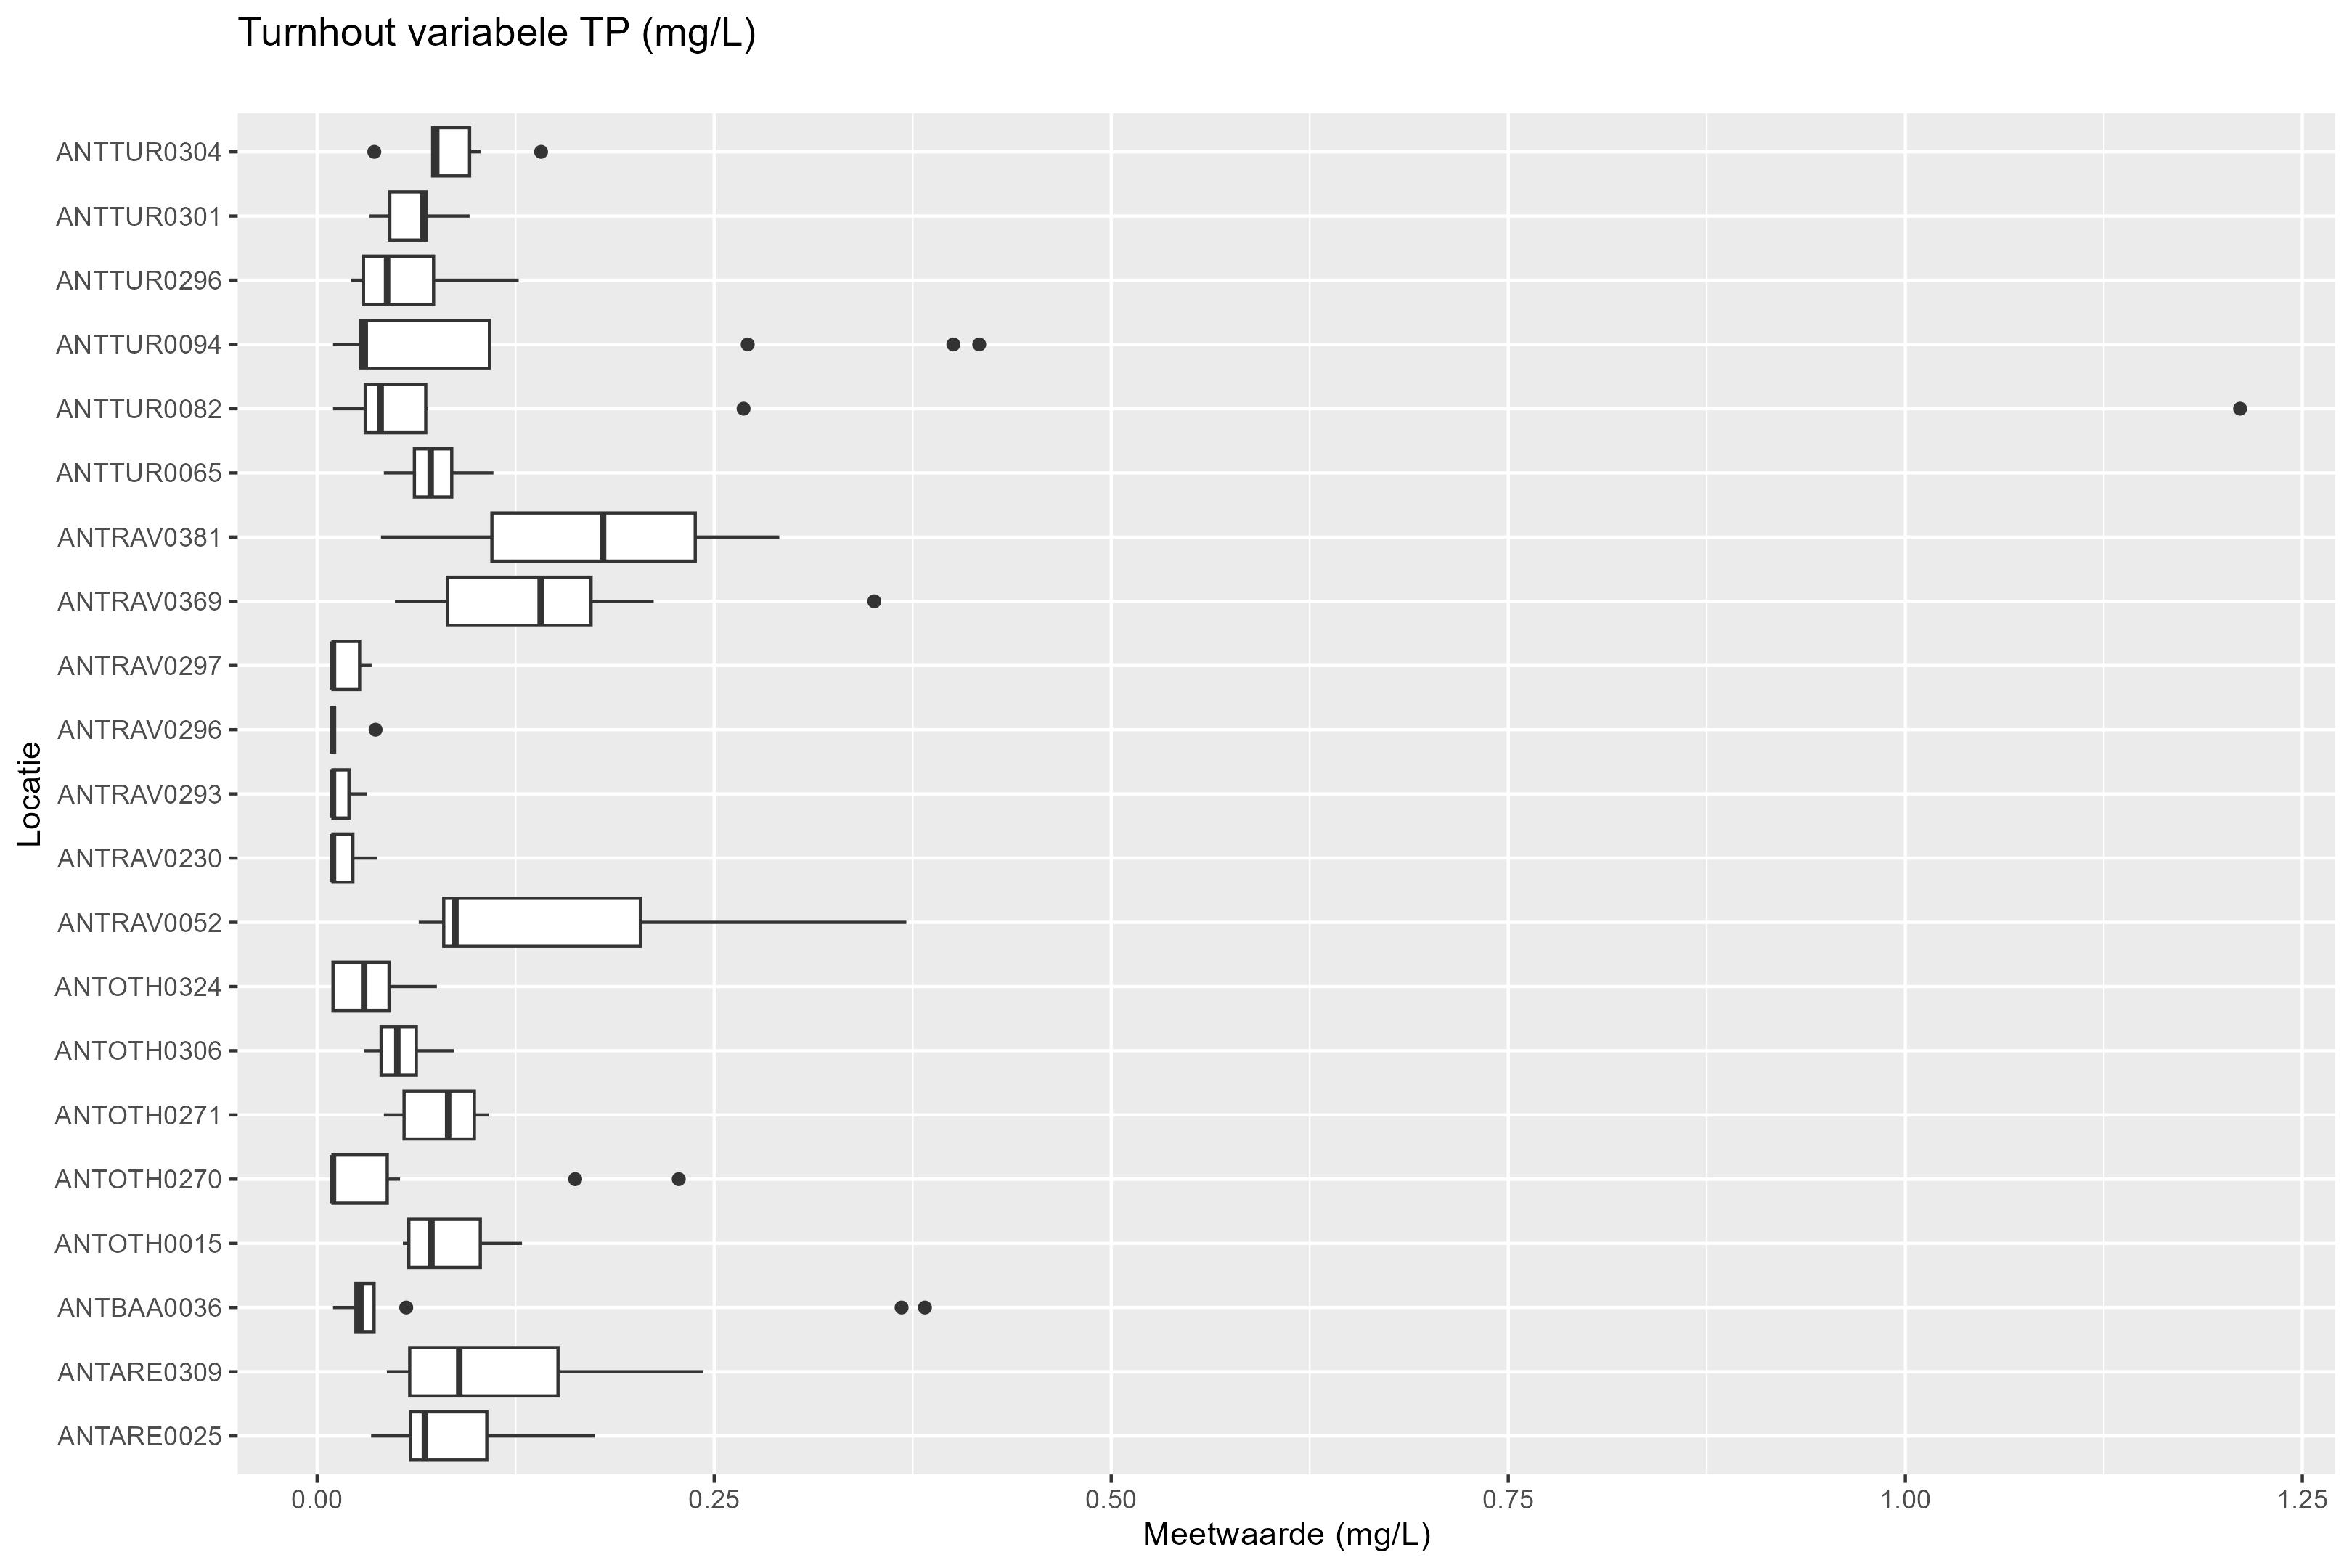 Turnhout variabele TP (mg/L)
ANTTUR0304
ANTTUR0301
ANTTUR0296
ANTTUR0094
ANTTUR0082
ANTTUR0065
ANTRAV0381
ANTRAV0369
ANTRAV0297
ANTRAV0296
ANTRAV0293
ANTRAV0230
ANTRAV0052
ANTOTH0324
ANTOTH0306
ANTOTH0271
ANTOTH0270
ANTOTH0015
ANTBAA0036
ANTARE0309
ANTARE0025
Locatie
0.00 0.25 0.50 0.75 1.00 1.25
Meetwaarde (mg/L)